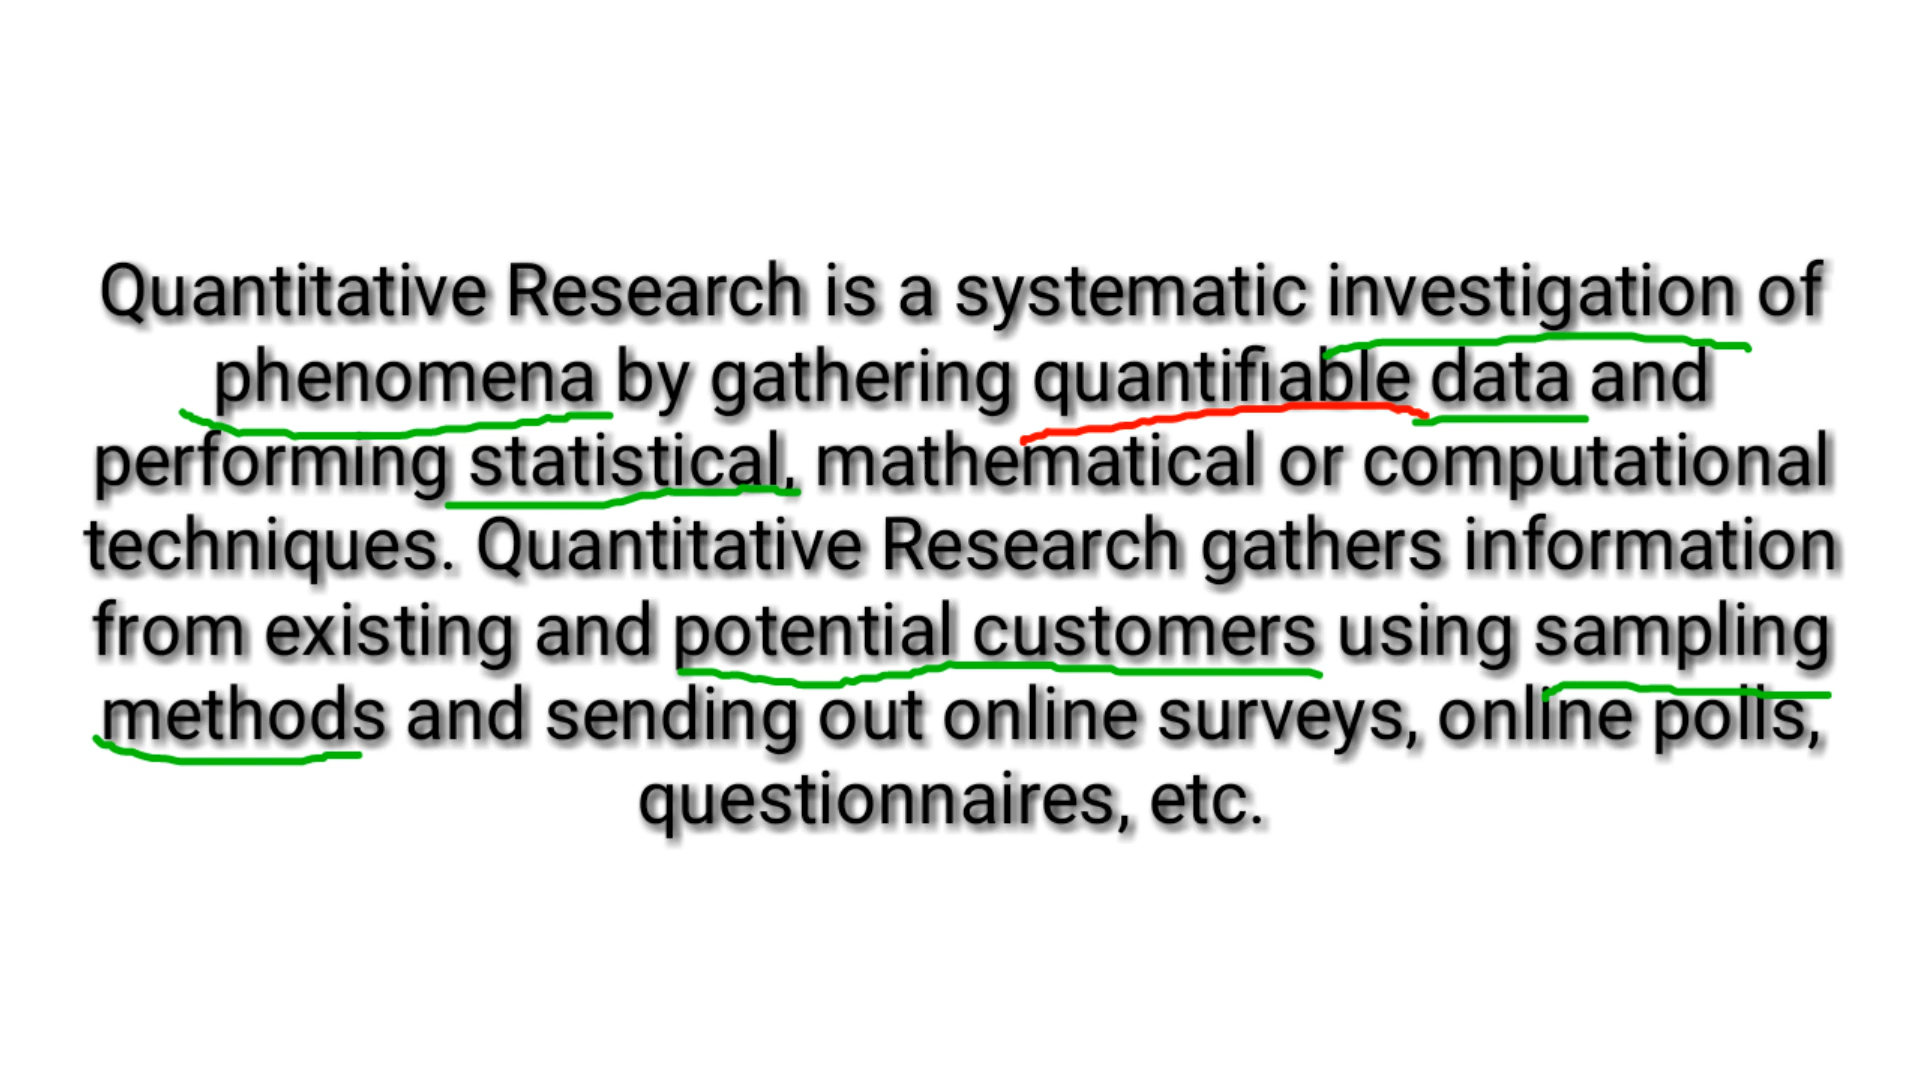 Quantitative Research is a systematic investigation of
phenomena by gathering quantifiable data and
performing statistical, mathematical or computational
techniques. Quantitative Research gathers information
from existing and potential customers using sampling
methods and sending out online surveys, online polls,
questionnaires, etc.